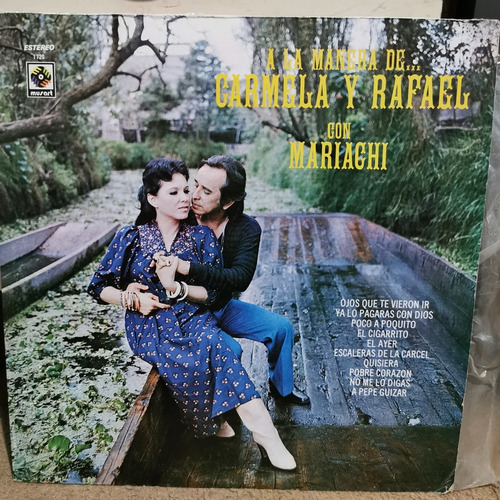 ESTEREO
1725
musart
A LA MANERA DE...
CARMELA Y RAFAEL
CON
MARIACHI
OJOS QUE TE VIERON IR
YA LO PAGARAS CON DIOS
POCO A POQUITO
EL CIGARRITO
EL AYER
ESCALERAS DE LA CARCEL
QUISIERA
POBRE CORAZON
NO ME LO DIGAS
A PEPE GUIZAR